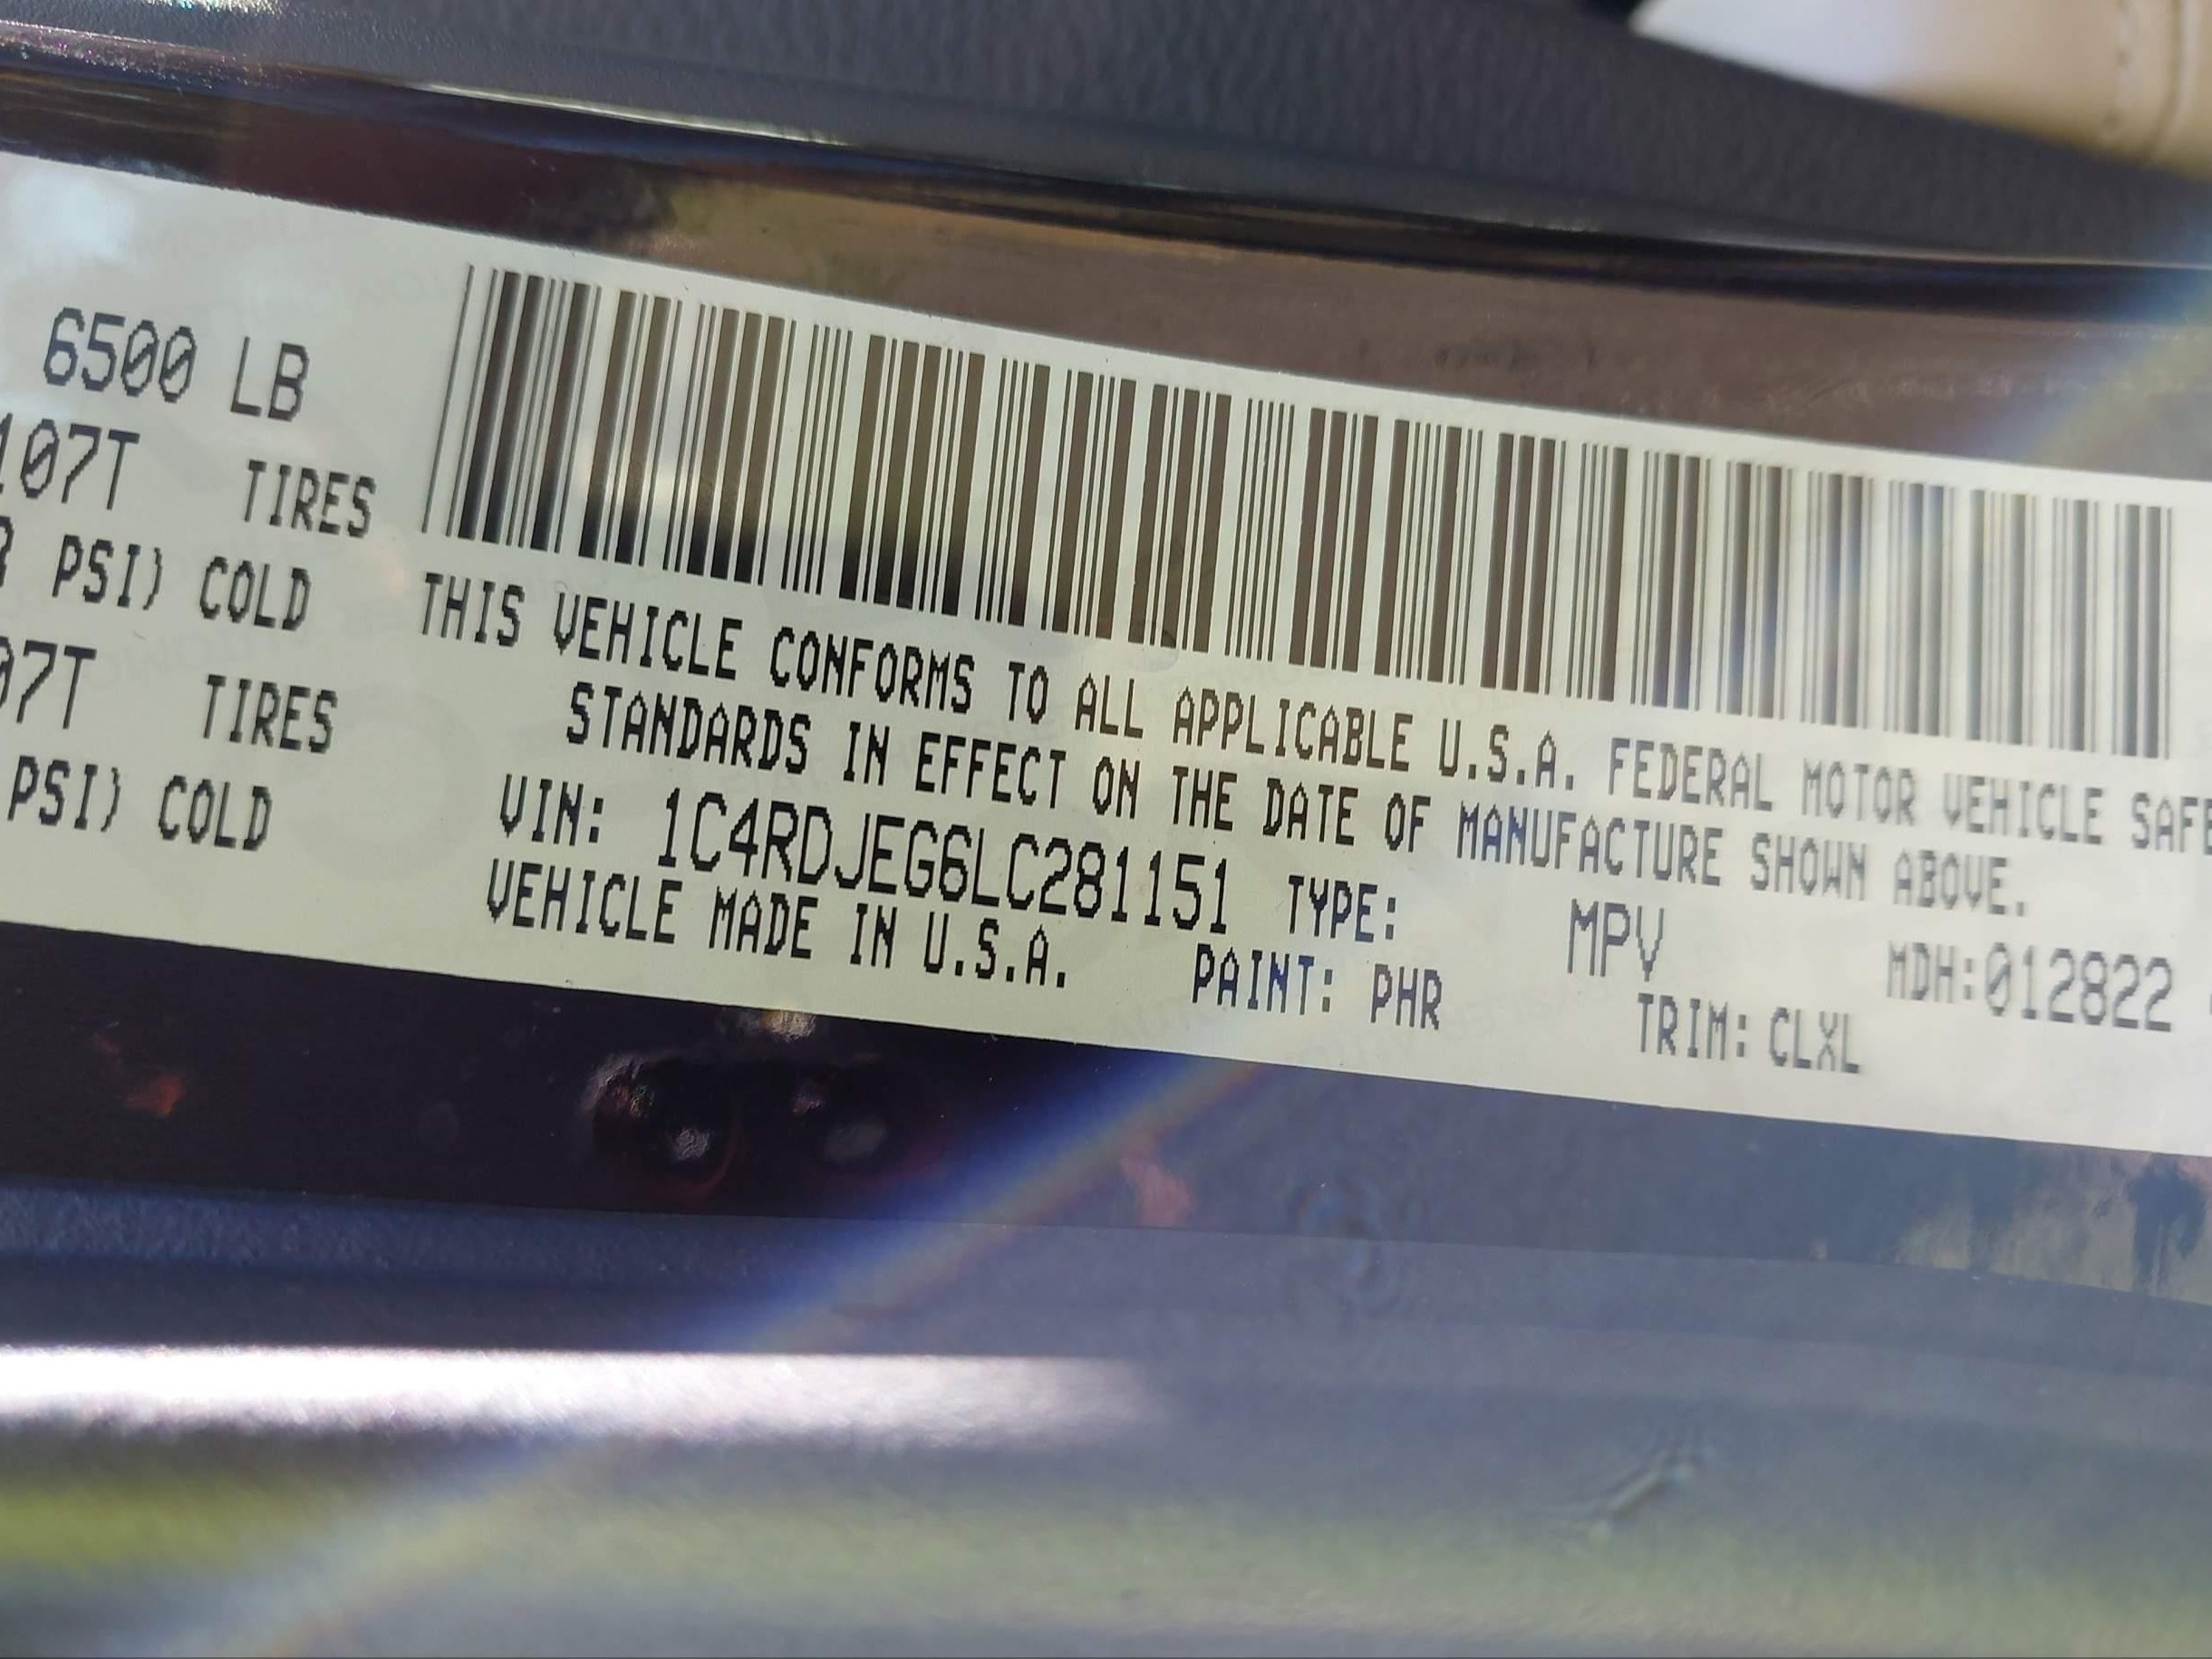 6500 LB
107T TIRES
PSI) COLD
07T TIRES
PSI) COLD
THIS VEHICLE CONFORMS TO ALL APPLICABLE U.S.A. FEDERAL MOTOR VEHICLE SAFE
STANDARDS IN EFFECT ON THE DATE OF MANUFACTURE SHOWN ABOVE.
VIN: 1C4RDJEG6LC281151 TYPE: MPV MDH:012822
VEHICLE MADE IN U.S.A. PAINT: PHR TRIM: CLXL